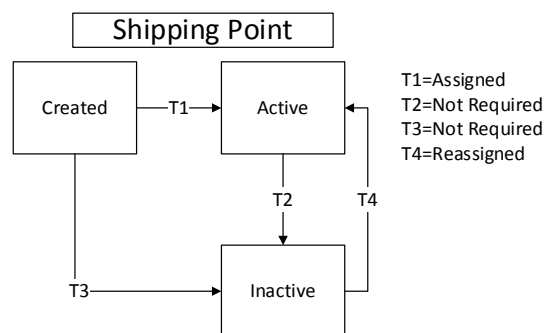 Shipping Point
Created
T1
Active
T1=Assigned
T2=Not Required
T3=Not Required
T4=Reassigned
T2
T4
T3
Inactive